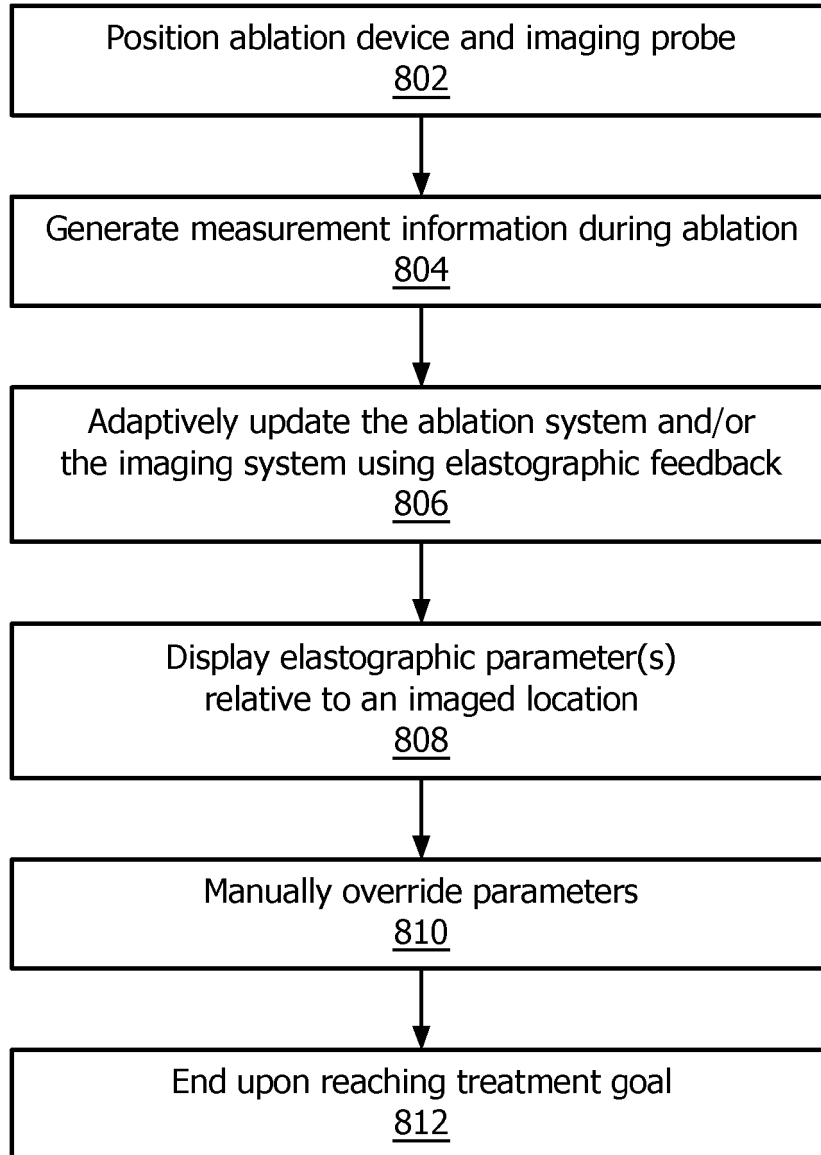 Position ablation device and imaging probe
802
Generate measurement information during ablation
804
Adaptively update the ablation system and/or
the imaging system using elastographic feedback
806
Display elastographic parameter(s)
relative to an imaged location
808
Manually override parameters
810
End upon reaching treatment goal
812